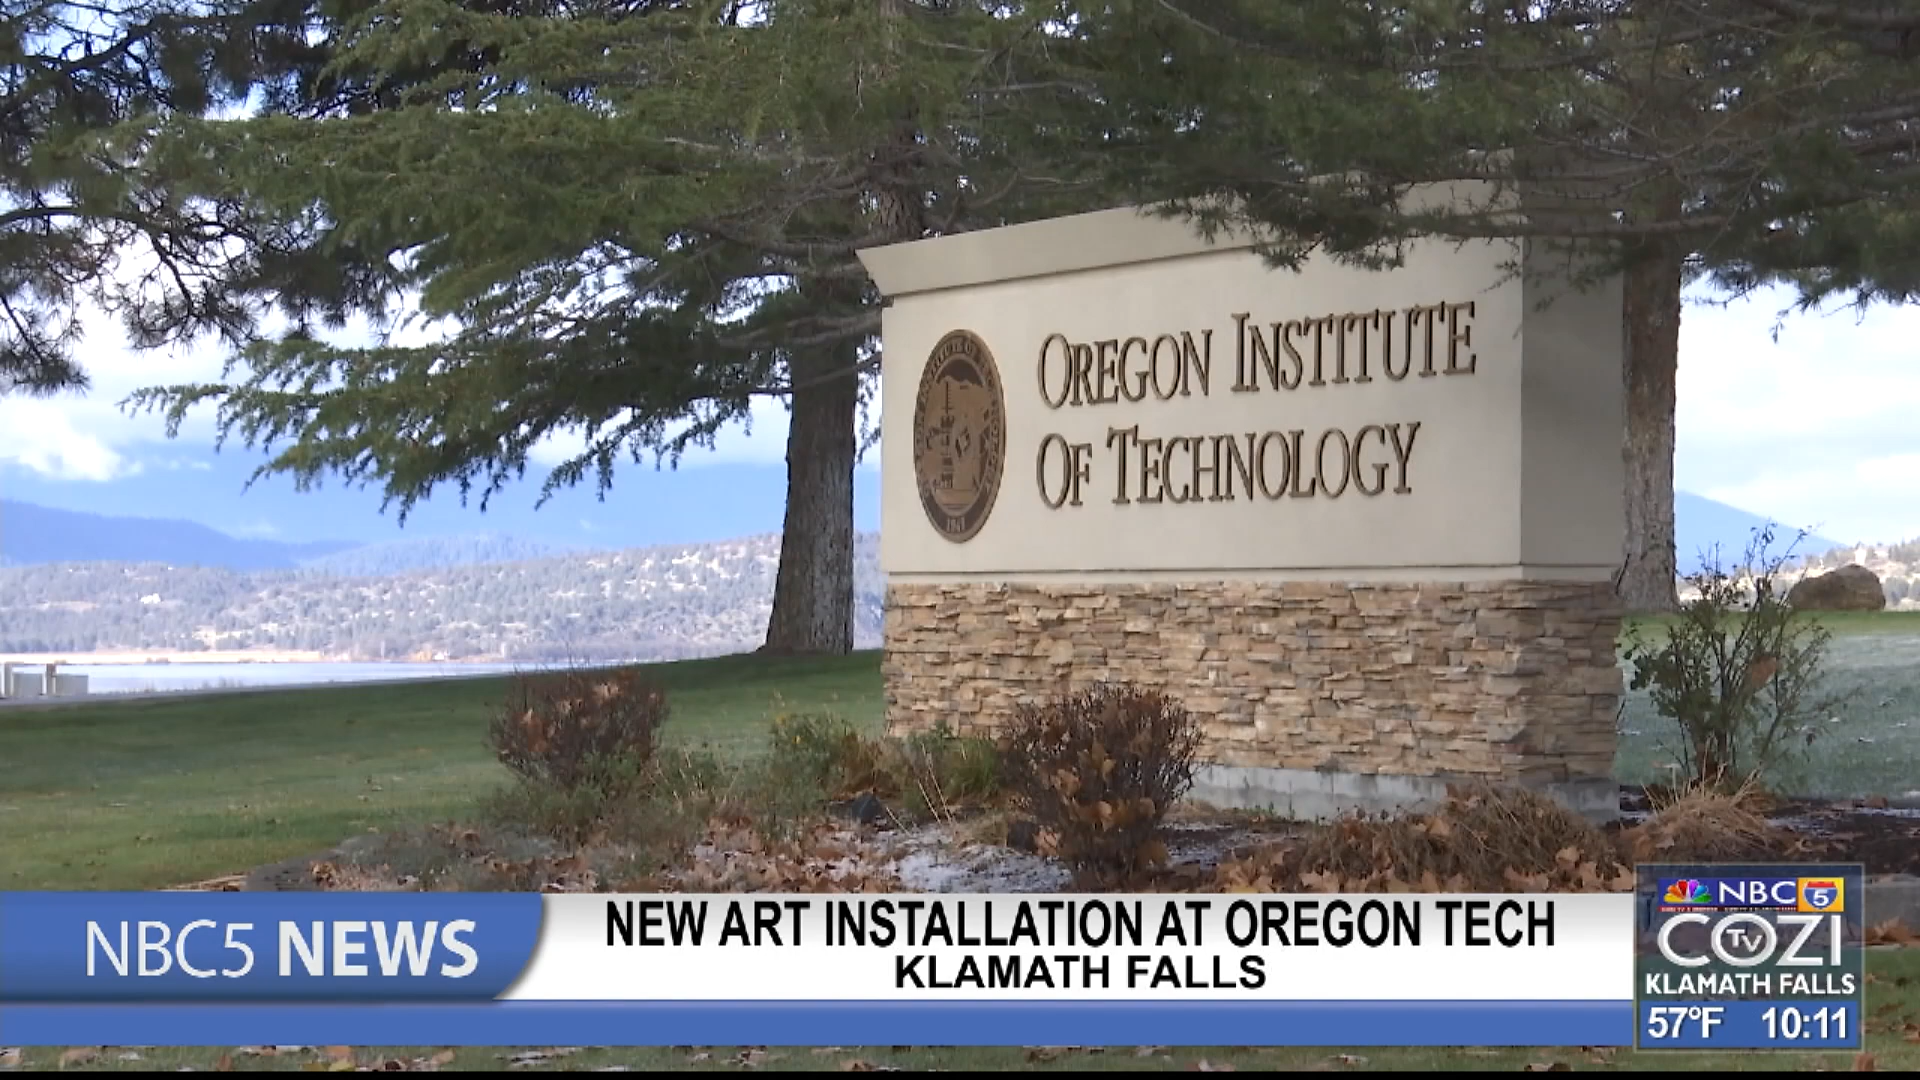 OREGON INSTITUTE
OF TECHNOLOGY
1947
NBC5 NEWS
NEW ART INSTALLATION AT OREGON TECH
KLAMATH FALLS
NBC 5
COZI
TV
KLAMATH FALLS
57°F 10:11